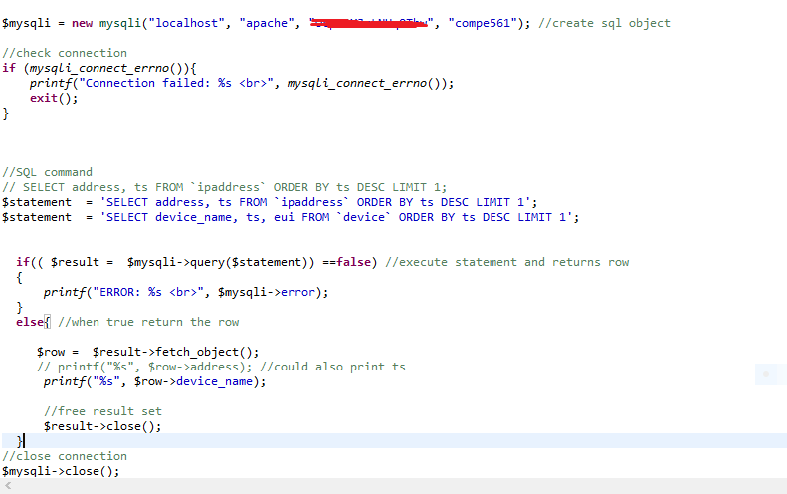 $mysqli = new mysqli("localhost", "apache", "", "compe561"); //create sql object
//check connection
if (mysqli_connect_errno()){
printf("Connection failed: %s <br>", mysqli_connect_errno());
exit();
}
//SQL command
// SELECT address, ts FROM `ipaddress` ORDER BY ts DESC LIMIT 1;
$statement = 'SELECT address, ts FROM `ipaddress` ORDER BY ts DESC LIMIT 1';
$statement = 'SELECT device_name, ts, eui FROM `device` ORDER BY ts DESC LIMIT 1';
if(( $result = $mysqli->query($statement)) ==false) //execute statement and returns row
{
printf("ERROR: %s <br>", $mysqli->error);
}
else{ //when true return the row
$row = $result->fetch_object();
// printf("%s", $row->address); //could also print ts
printf("%s", $row->device_name);
//free result set
$result->close();
}
//close connection
$mysqli->close();